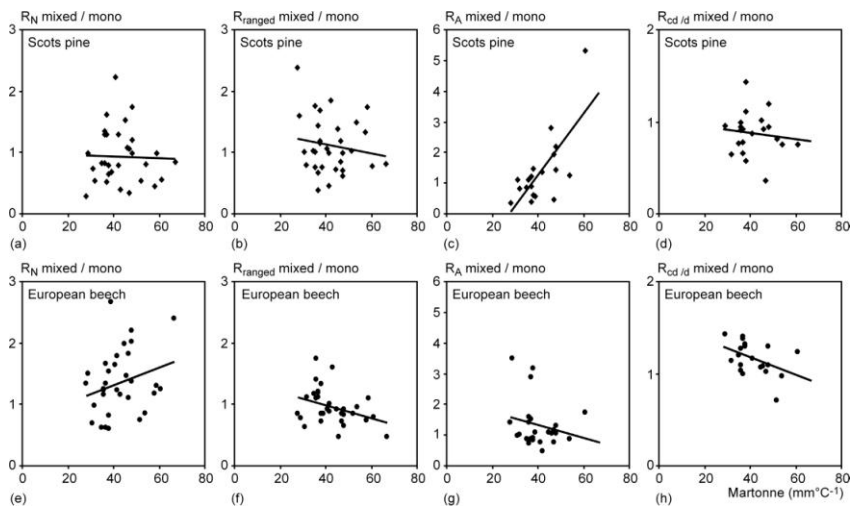 R_N mixed / mono
R_ranged mixed / mono
R_A mixed / mono
R_cd /d mixed / mono
3
Scots pine
2
1
0
0 20 40 60 80
(a)
3
Scots pine
2
1
0
0 20 40 60 80
(b)
6
Scots pine
5
4
3
2
1
0
0 20 40 60 80
(c)
2
Scots pine
1
0
0 20 40 60 80
(d)
R_N mixed / mono
R_ranged mixed / mono
R_A mixed / mono
R_cd /d mixed / mono
3
European beech
2
1
0
0 20 40 60 80
(e)
3
European beech
2
1
0
0 20 40 60 80
(f)
6
European beech
5
4
3
2
1
0
0 20 40 60 80
(g)
2
European beech
1
0
0 20 40 60 80
(h)
Martonne (mm°C⁻¹)